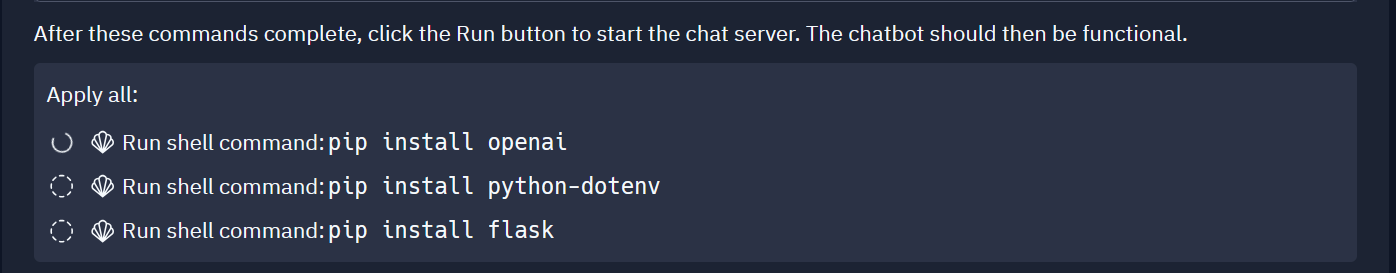 After these commands complete, click the Run button to start the chat server. The chatbot should then be functional.
Apply all:
Run shell command: pip install openai
Run shell command: pip install python-dotenv
Run shell command: pip install flask